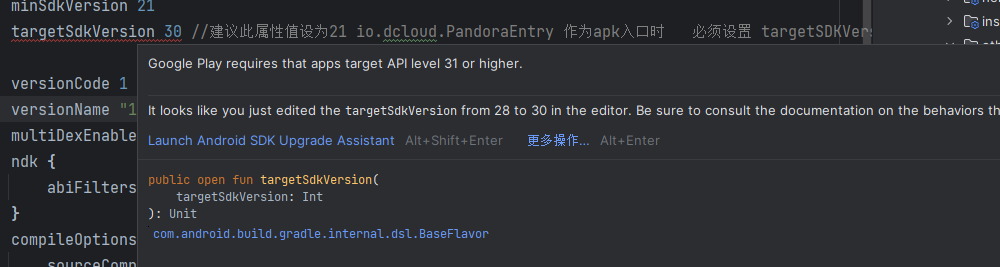 minSdkVersion 21
targetSdkVersion 30 //建议此属性值设为21 io.dcloud.PandoraEntry 作为apk入口时 必须设置 targetSDKVers
Google Play requires that apps target API level 31 or higher.
versionCode 1
versionName "1
It looks like you just edited the targetSdkVersion from 28 to 30 in the editor. Be sure to consult the documentation on the behaviors th
multiDexEnable
Launch Android SDK Upgrade Assistant Alt+Shift+Enter 更多操作... Alt+Enter
ndk {
abiFilters
}
public open fun targetSdkVersion(
targetSdkVersion: Int
): Unit
com.android.build.gradle.internal.dsl.BaseFlavor
compileOptions
sourceComp
ins